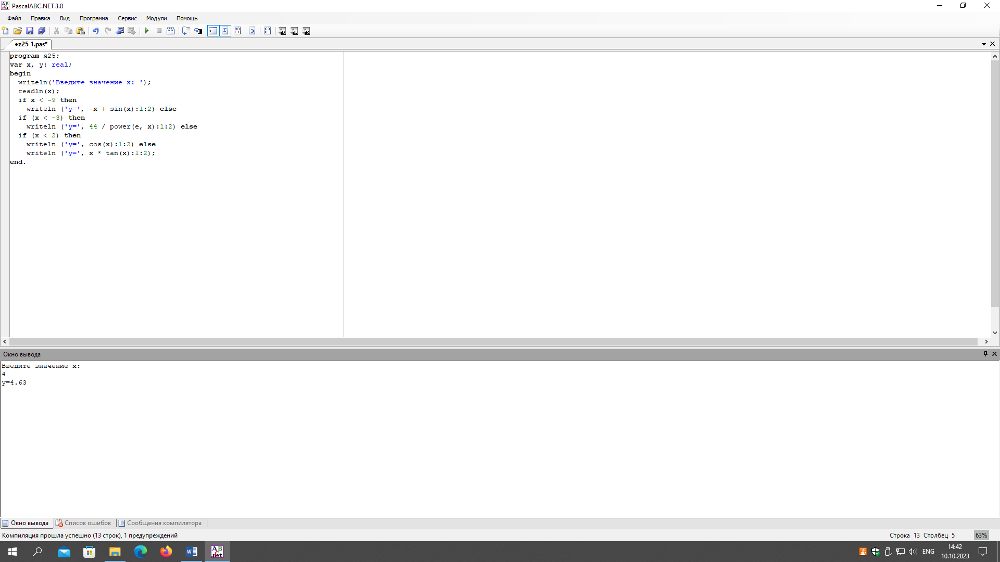 PascalABC.NET 3.8
Файл Правка Вид Программа Сервис Модули Помощь
•z25 1.pas*
program я25;
var x, y: real;
begin
writeln('Введите значение x: ');
readln(x);
if x < -9 then
writeln ('y=', -x + sin(x):1:2) else
if (x < -3) then
writeln ('y=', 44 / power(e, x):1:2) else
if (x < 2) then
writeln ('y=', cos(x):1:2) else
writeln ('y=', x * tan(x):1:2);
end.
Окно вывода
Введите значение x:
4
y=4.63
Окно вывода Список ошибок Сообщения компилятора
Компиляция прошла успешно (13 строк), 1 предупреждений Строка 13 Столбец 5 63%
ENG 14:42
10.10.2023